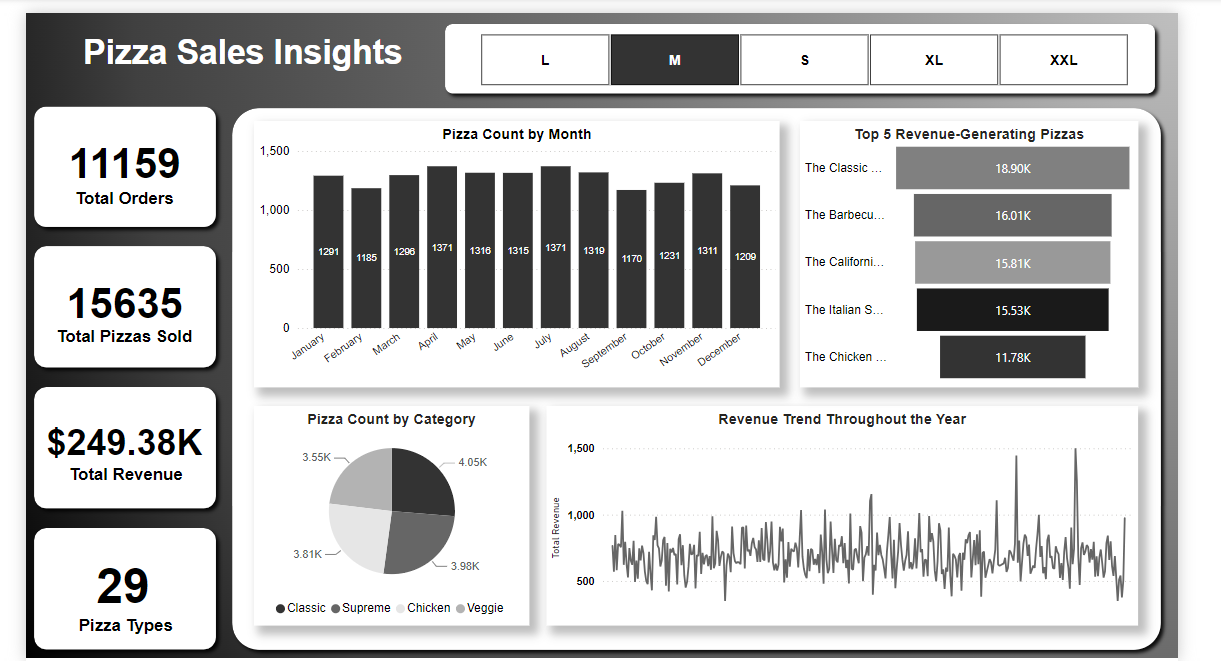 Pizza Sales Insights
L M S XL XXL
11159
Total Orders
15635
Total Pizzas Sold
$249.38K
Total Revenue
29
Pizza Types
Pizza Count by Month
1,500
1,000
500
0
1291 1185 1296 1371 1316 1315 1371 1319 1170 1231 1311 1209
January February March April May June July August September October November December
Top 5 Revenue-Generating Pizzas
The Classic ... 18.90K
The Barbecu... 16.01K
The Californi... 15.81K
The Italian S... 15.53K
The Chicken ... 11.78K
Pizza Count by Category
3.55K 4.05K
3.81K 3.98K
Classic Supreme Chicken Veggie
Revenue Trend Throughout the Year
Total Revenue
1,500
1,000
500